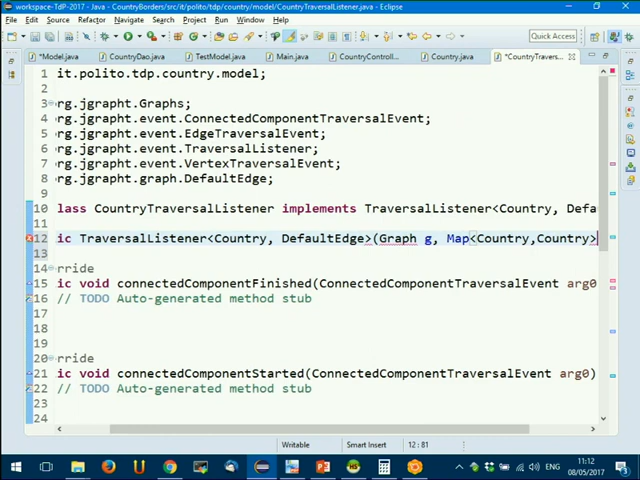 workspace-TdP-2017 - Java - CountryBorders/src/it/polito/tdp/country/model/CountryTraversalListener.java - Eclipse
File Edit Source Refactor Navigate Search Project Run Window Help
Quick Access
*Model.java CountryDao.java TestModel.java Main.java CountryControll... Country.java *CountryTravers...
1 it.polito.tdp.country.model;
2
3 rg.jgrapht.Graphs;
4 rg.jgrapht.event.ConnectedComponentTraversalEvent;
5 rg.jgrapht.event.EdgeTraversalEvent;
6 rg.jgrapht.event.TraversalListener;
7 rg.jgrapht.event.VertexTraversalEvent;
8 rg.jgrapht.graph.DefaultEdge;
9
10 lass CountryTraversalListener implements TraversalListener<Country, Defa
11
12 ic TraversalListener<Country, DefaultEdge>(Graph g, Map<Country,Country>
13
14 rride
15 ic void connectedComponentFinished(ConnectedComponentTraversalEvent arg0
16 // TODO Auto-generated method stub
17
18
19
20 rride
21 ic void connectedComponentStarted(ConnectedComponentTraversalEvent arg0)
22 // TODO Auto-generated method stub
23
24
Writable Smart Insert 12 : 81
11:12
08/05/2017